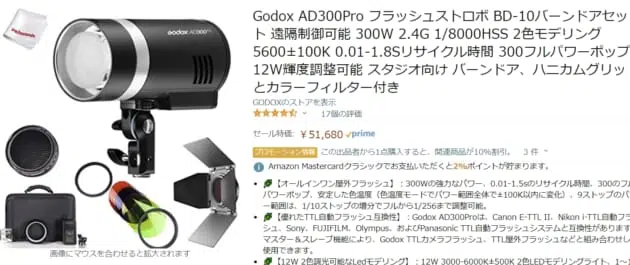 Godox AD300Pro フラッシュストロボ BD-10バーンドアセッ
ト 遠隔制御可能 300W 2.4G 1/8000HSS 2色モデリング
5600±100K 0.01-1.8Sリサイクル時間 300フルパワーポップ
12W輝度調整可能 スタジオ向け バーンドア、ハニカムグリッ
とカラーフィルター付き
GODOXのストアを表示
17個の評価
セール特価: ￥51,680 prime
プロモーション情報 この出品者から1点購入すると、関連商品が10％割引。 3 件
Amazon Mastercardクラシックでお支払いただくと2%ポイントが貯まります。
【オールインワン屋外フラッシュ】：300Wの強力なパワー、0.01-1.5sのリサイクル時間、300のフル
パワーポップ、安定した色温度（色温度モードでパワー範囲全体で±100K以内に変化）、9ストップのパワ
ー範囲は、1/10ストップの増分でフルから1/256まで調整可能。
【優れたTTL自動フラッシュ互換性】：Godox AD300Proは、Canon E-TTL II、Nikon i-TTL自動フラッ
シュ、Sony、FUJIFILM、Olympus、およびPanasonic TTL自動フラッシュシステムと互換性があります。
マスター＆スレーブ機能により、Godox TTLカメラフラッシュ、TTL屋外フラッシュなどと組み合わせて
使用できます。
【12W 2色調光可能なLedモデリング】：12W 3000-6000K±500K 2色LEDモデリングライト、1～1
Godox AD300Pro
画像にマウスを合わせると拡大されます